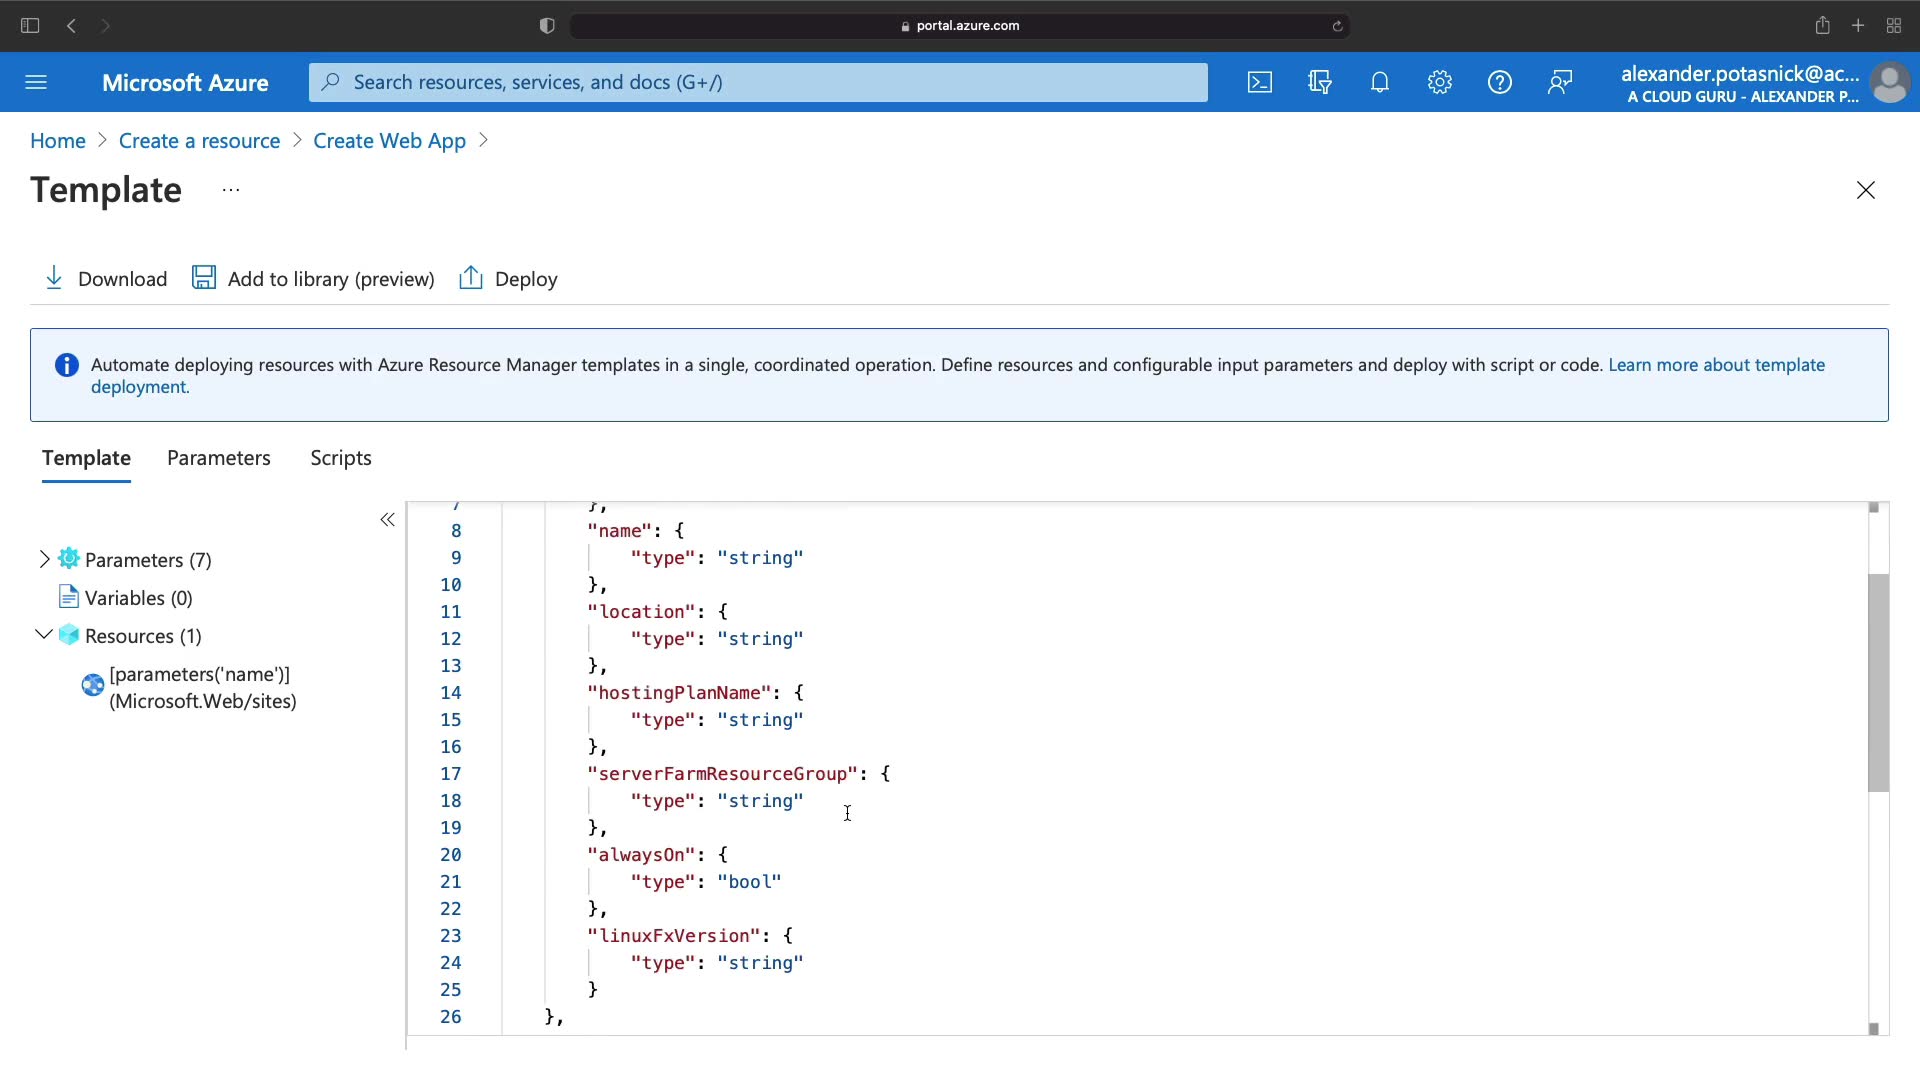 portal.azure.com
Microsoft Azure
Search resources, services, and docs (G+/)
alexander.potasnick@ac...
A CLOUD GURU - ALEXANDER P...
Home > Create a resource > Create Web App >
Template ...
Download
Add to library (preview)
Deploy
Automate deploying resources with Azure Resource Manager templates in a single, coordinated operation. Define resources and configurable input parameters and deploy with script or code. Learn more about template
deployment.
Template
Parameters
Scripts
Parameters (7)
Variables (0)
Resources (1)
[parameters('name')]
(Microsoft.Web/sites)
7 },
8 "name": {
9 "type": "string"
10 },
11 "location": {
12 "type": "string"
13 },
14 "hostingPlanName": {
15 "type": "string"
16 },
17 "serverFarmResourceGroup": {
18 "type": "string"
19 },
20 "alwaysOn": {
21 "type": "bool"
22 },
23 "linuxFxVersion": {
24 "type": "string"
25 }
26 },